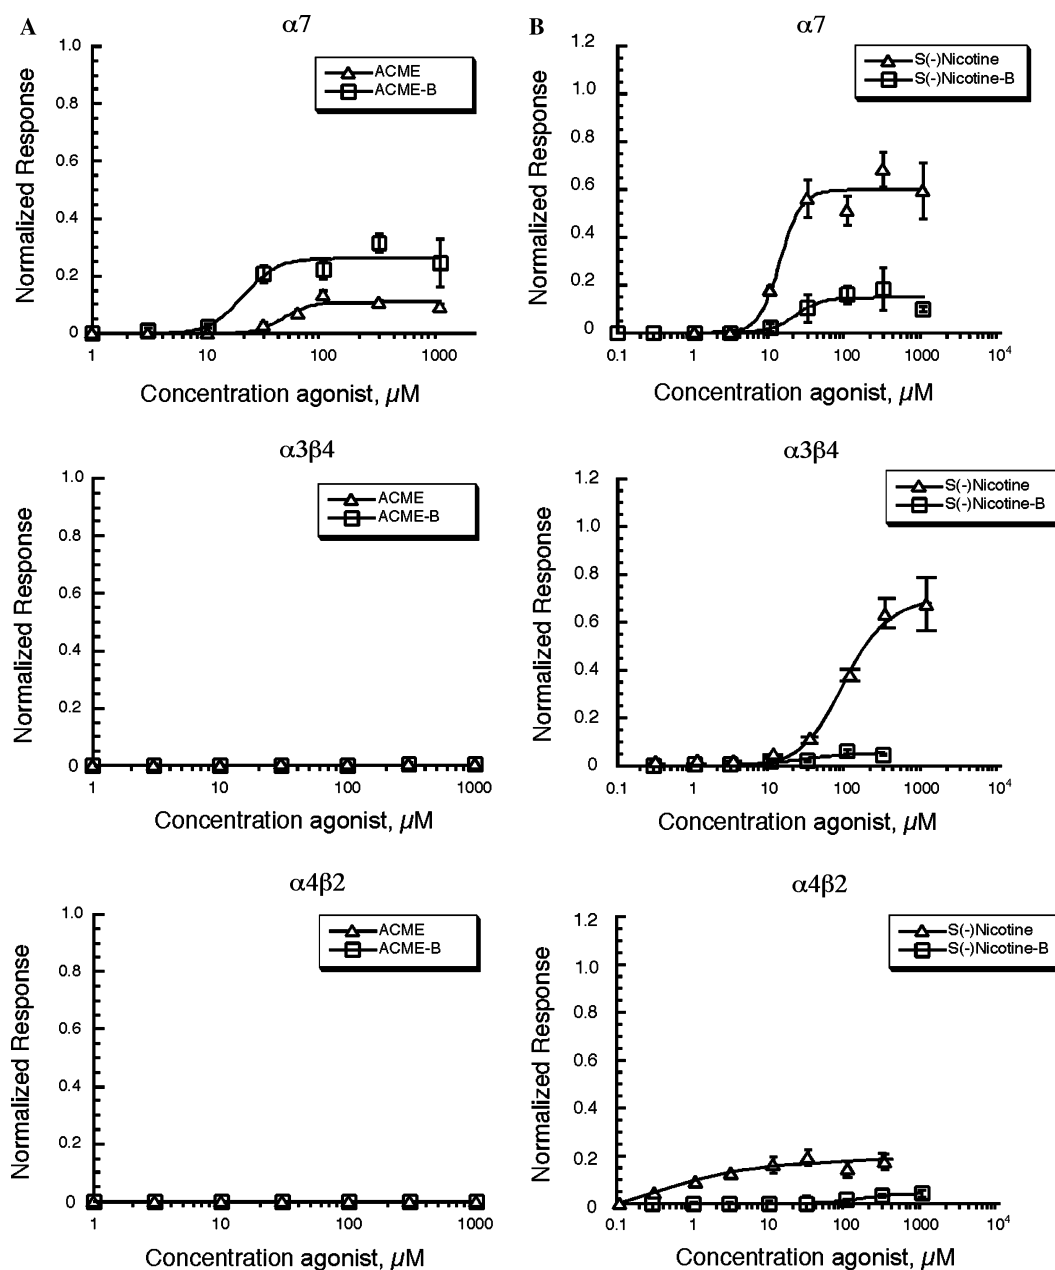 A
α7
ACME
ACME-B
Normalized Response
1.0
0.8
0.6
0.4
0.2
0
1
10
100
1000
Concentration agonist, µM
B
α7
S(-)Nicotine
S(-)Nicotine-B
Normalized Response
1.2
1.0
0.8
0.6
0.4
0.2
0
0.1
1
10
100
1000
10⁴
Concentration agonist, µM
α3β4
ACME
ACME-B
Normalized Response
1.0
0.8
0.6
0.4
0.2
0
1
10
100
1000
Concentration agonist, µM
α3β4
S(-)Nicotine
S(-)Nicotine-B
Normalized Response
1.2
1.0
0.8
0.6
0.4
0.2
0
0.1
1
10
100
1000
10⁴
Concentration agonist, µM
α4β2
ACME
ACME-B
Normalized Response
1.0
0.8
0.6
0.4
0.2
0
1
10
100
1000
Concentration agonist, µM
α4β2
S(-)Nicotine
S(-)Nicotine-B
Normalized Response
1.2
1.0
0.8
0.6
0.4
0.2
0
0.1
1
10
100
1000
10⁴
Concentration agonist, µM